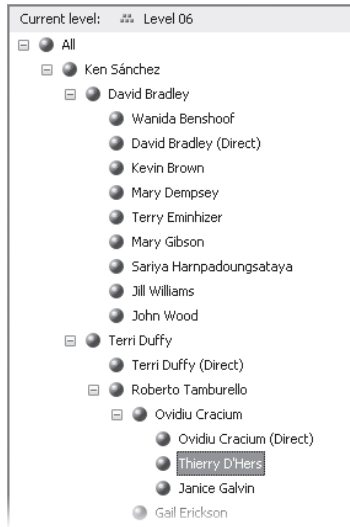 Current level: Level 06
All
Ken Sánchez
David Bradley
Wanida Benshoof
David Bradley (Direct)
Kevin Brown
Mary Dempsey
Terry Eminhizer
Mary Gibson
Sariya Harnpadoungsataya
Jill Williams
John Wood
Terri Duffy
Terri Duffy (Direct)
Roberto Tamburello
Ovidiu Cracium
Ovidiu Cracium (Direct)
Thierry D'Hers
Janice Galvin
Gail Erickson